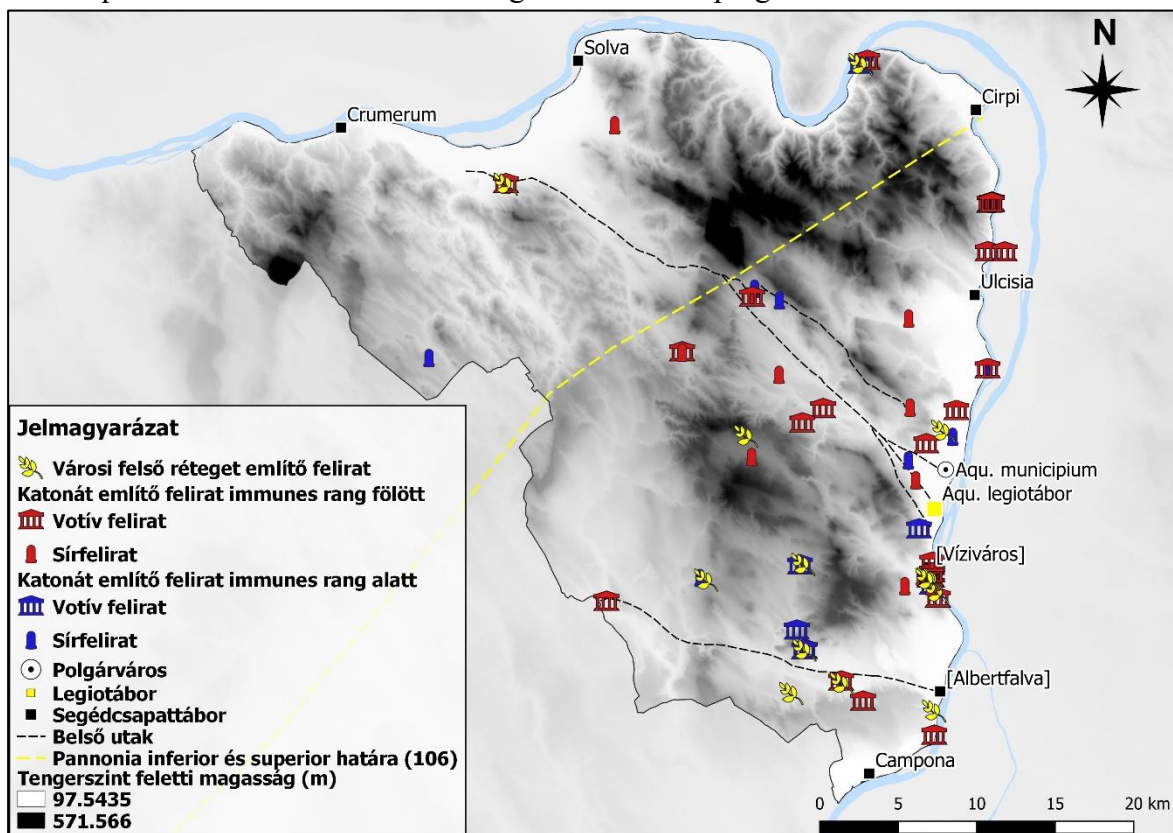 Solva
N
Cirpi
Crumerum
Ulcisia
Aqu. municipium
Aqu. legiotábor
[Víziváros]
[Albertfalva]
Campona
Jelmagyarázat
Városi felső réteget említő felirat
Katonát említő felirat immunes rang fölött
Votív felirat
Sírfelirat
Katonát említő felirat immunes rang alatt
Votív felirat
Sírfelirat
Polgárváros
Legiotábor
Segédcsapattábor
Belső utak
Pannonia inferior és superior határa (106)
Tengerszint feletti magasság (m)
97.5435
571.566
0 5 10 15 20 km